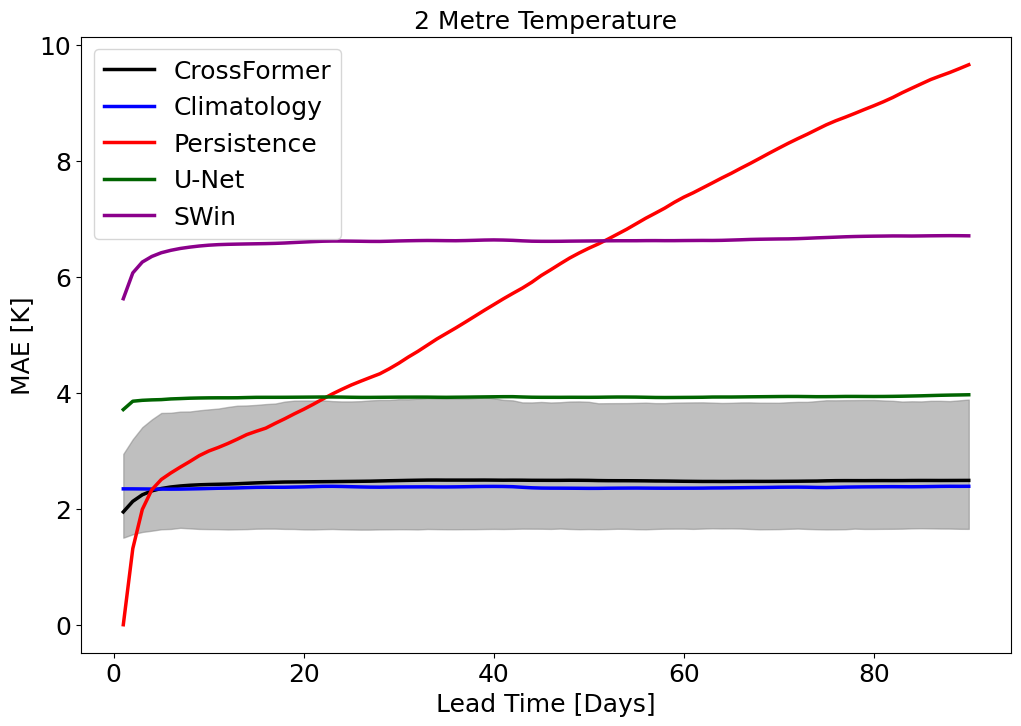 2 Metre Temperature
10
8
6
4
2
0
MAE [K]
CrossFormer
Climatology
Persistence
U-Net
SWin
0 20 40 60 80
Lead Time [Days]